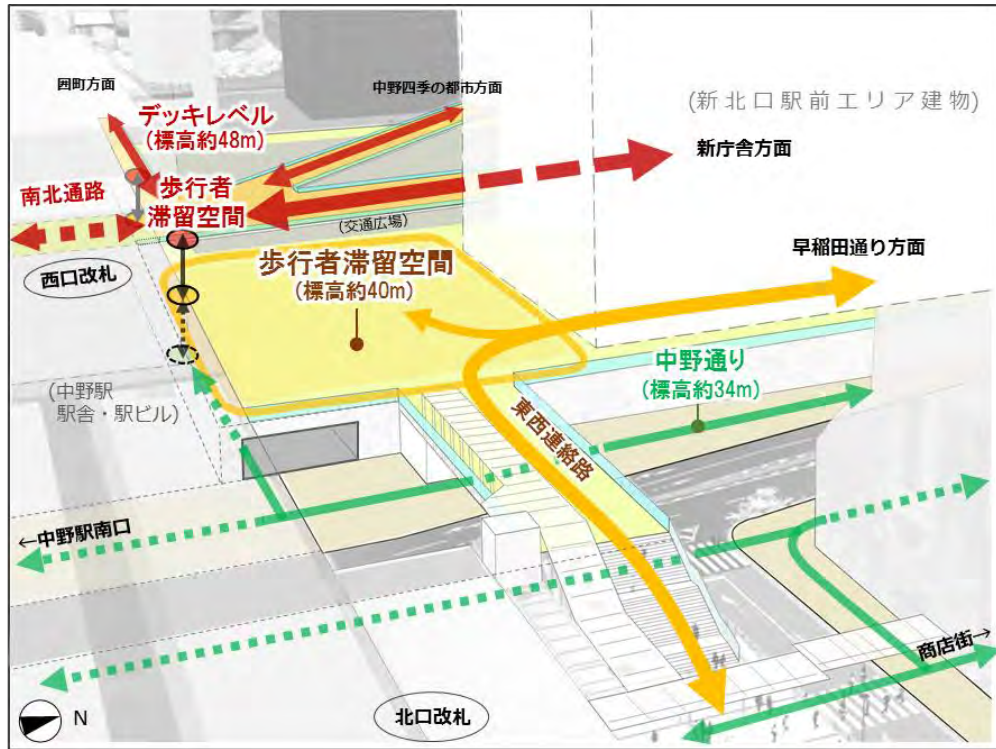 囲町方面
中野四季の都市方面
デッキレベル
(標高約48m)
(新北口駅前エリア建物)
新庁舎方面
南北通路
歩行者
滞留空間
(交通広場)
早稲田通り方面
西口改札
歩行者滞留空間
(標高約40m)
中野通り
(標高約34m)
(中野駅
駅舎・駅ビル)
東西連絡路
←中野駅南口
商店街→
北口改札
N